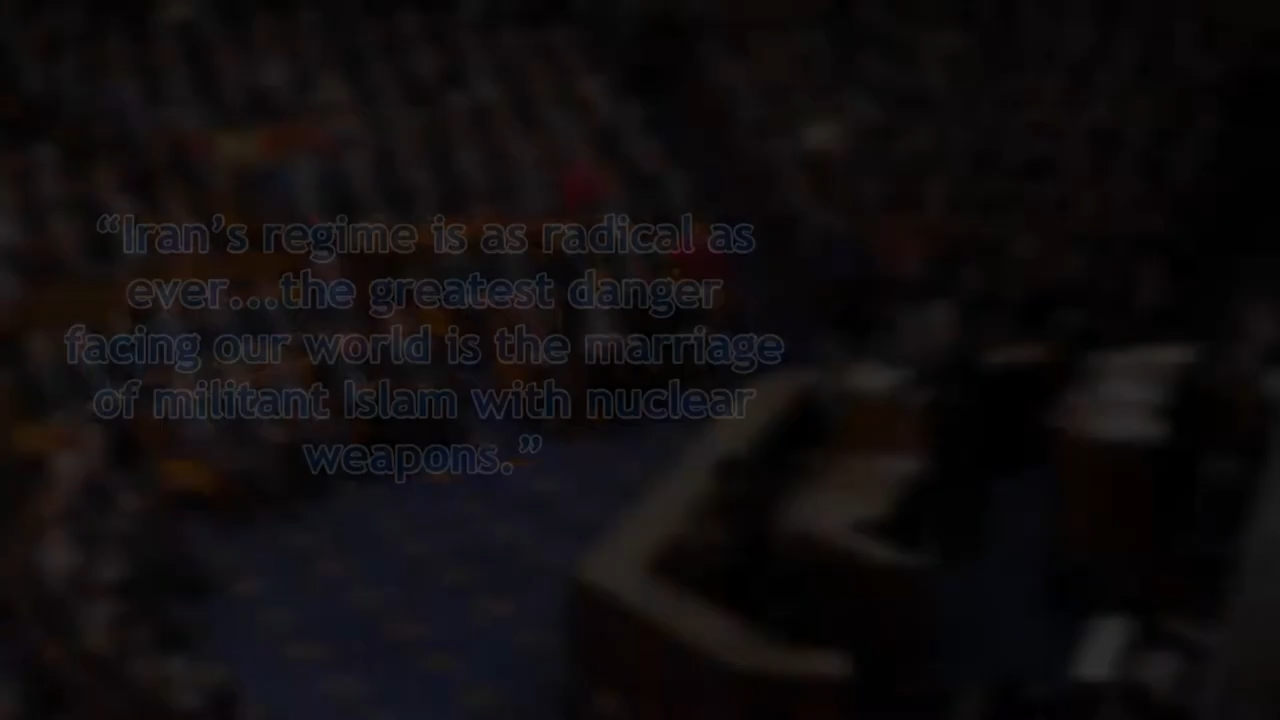 “Iran’s regime is as radical as
ever...the greatest danger
facing our world is the marriage
of militant Islam with nuclear
weapons.”